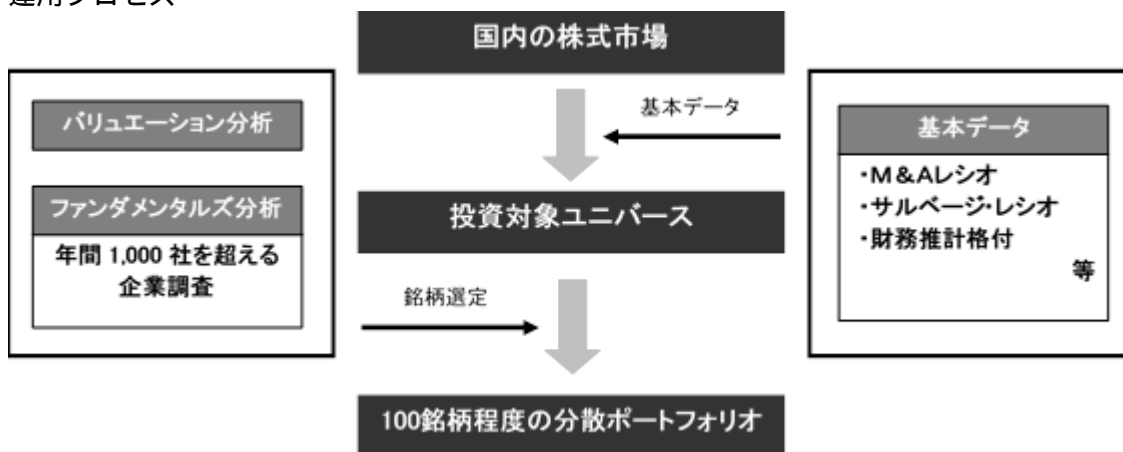 運用プロセス
国内の株式市場
バリュエーション分析
ファンダメンタルズ分析
年間 1,000 社を超える
企業調査
基本データ
基本データ
・M&Aレシオ
・サルベージ・レシオ
・財務推計格付
等
投資対象ユニバース
銘柄選定
100銘柄程度の分散ポートフォリオ